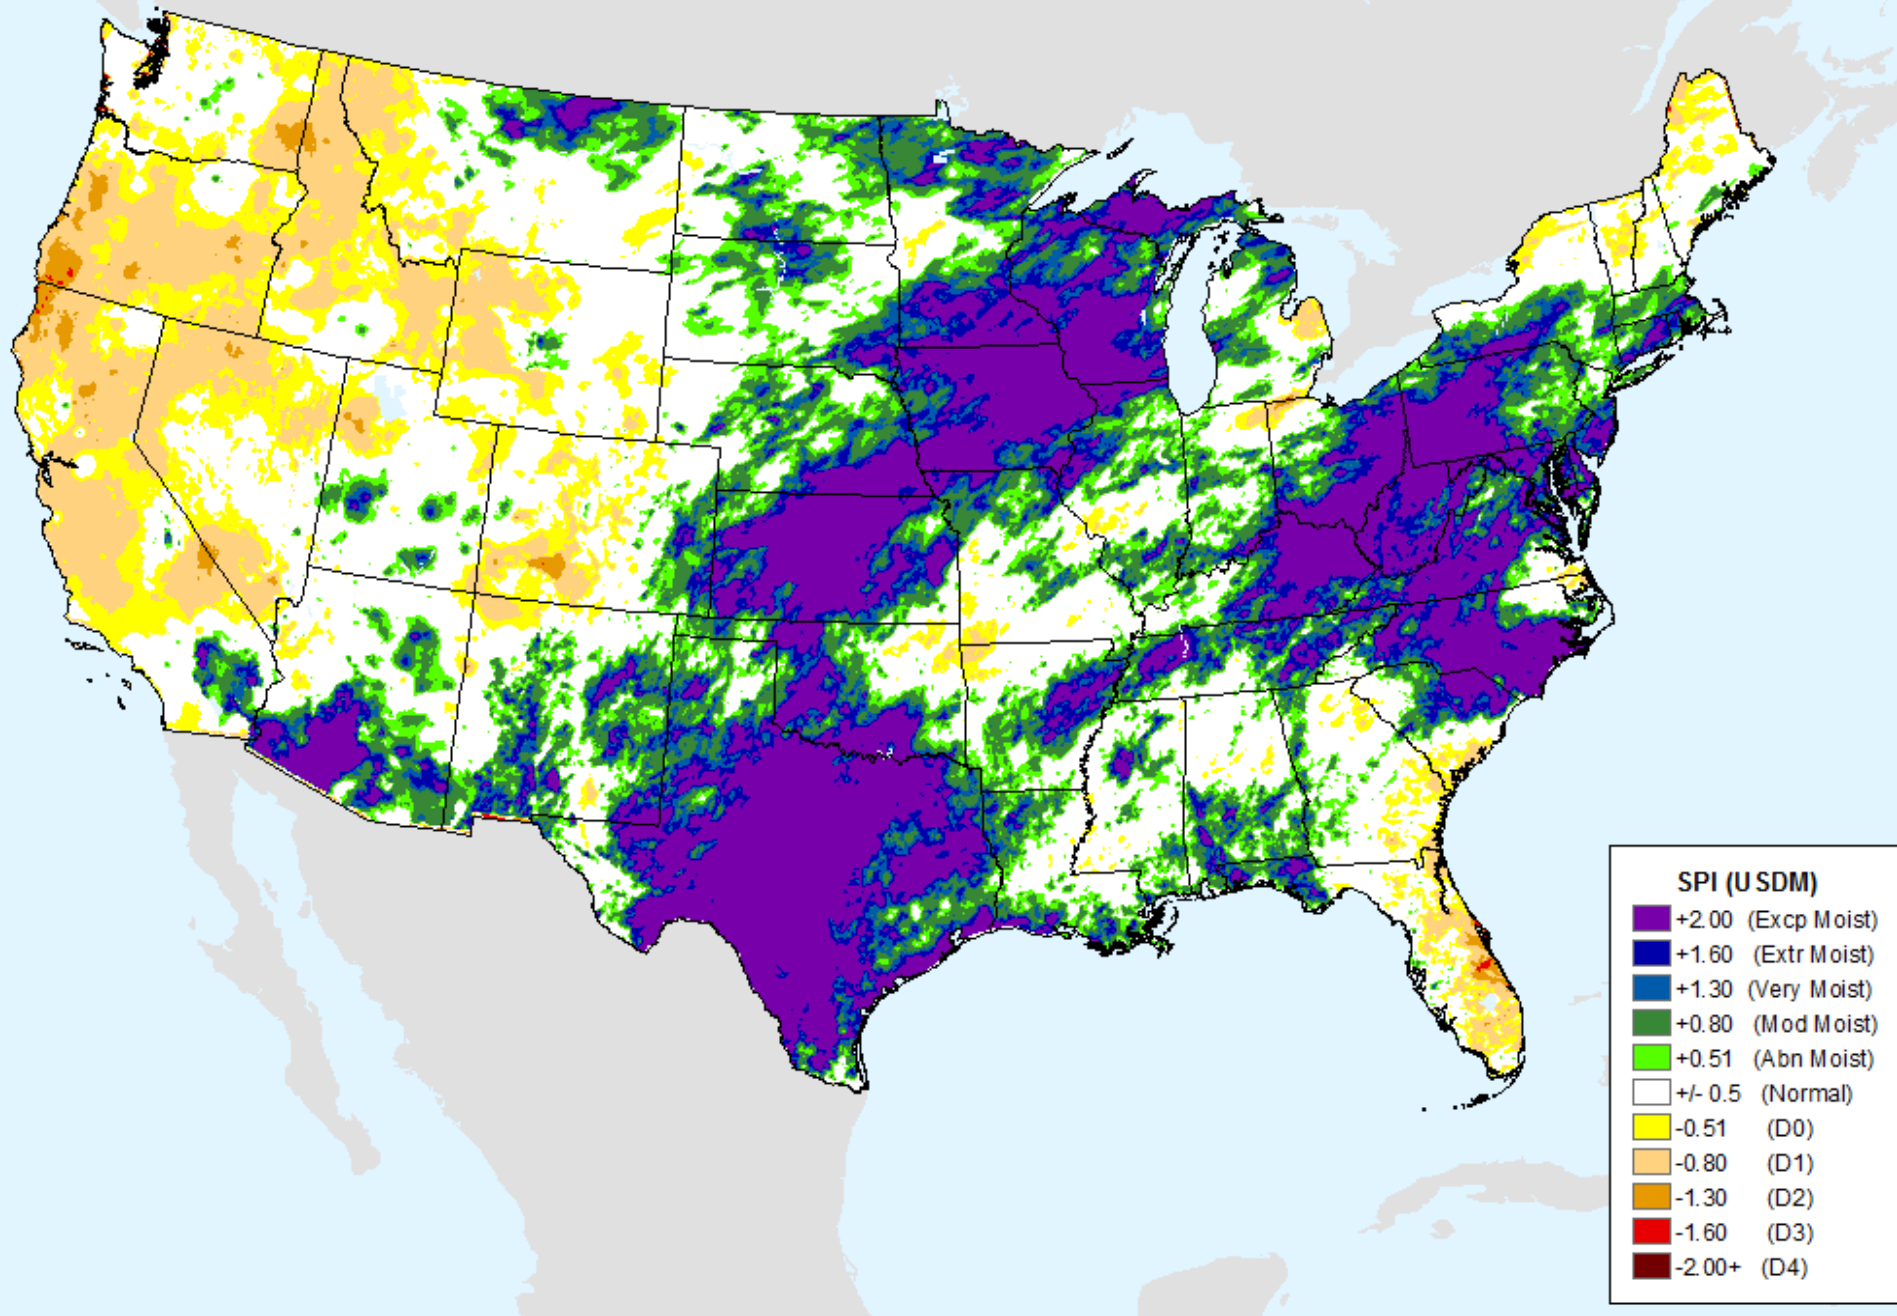 SPI (USDM)
+2.00 (Excp Moist)
+1.60 (Extr Moist)
+1.30 (Very Moist)
+0.80 (Mod Moist)
+0.51 (Abn Moist)
+/- 0.5 (Normal)
-0.51 (D0)
-0.80 (D1)
-1.30 (D2)
-1.60 (D3)
-2.00+ (D4)